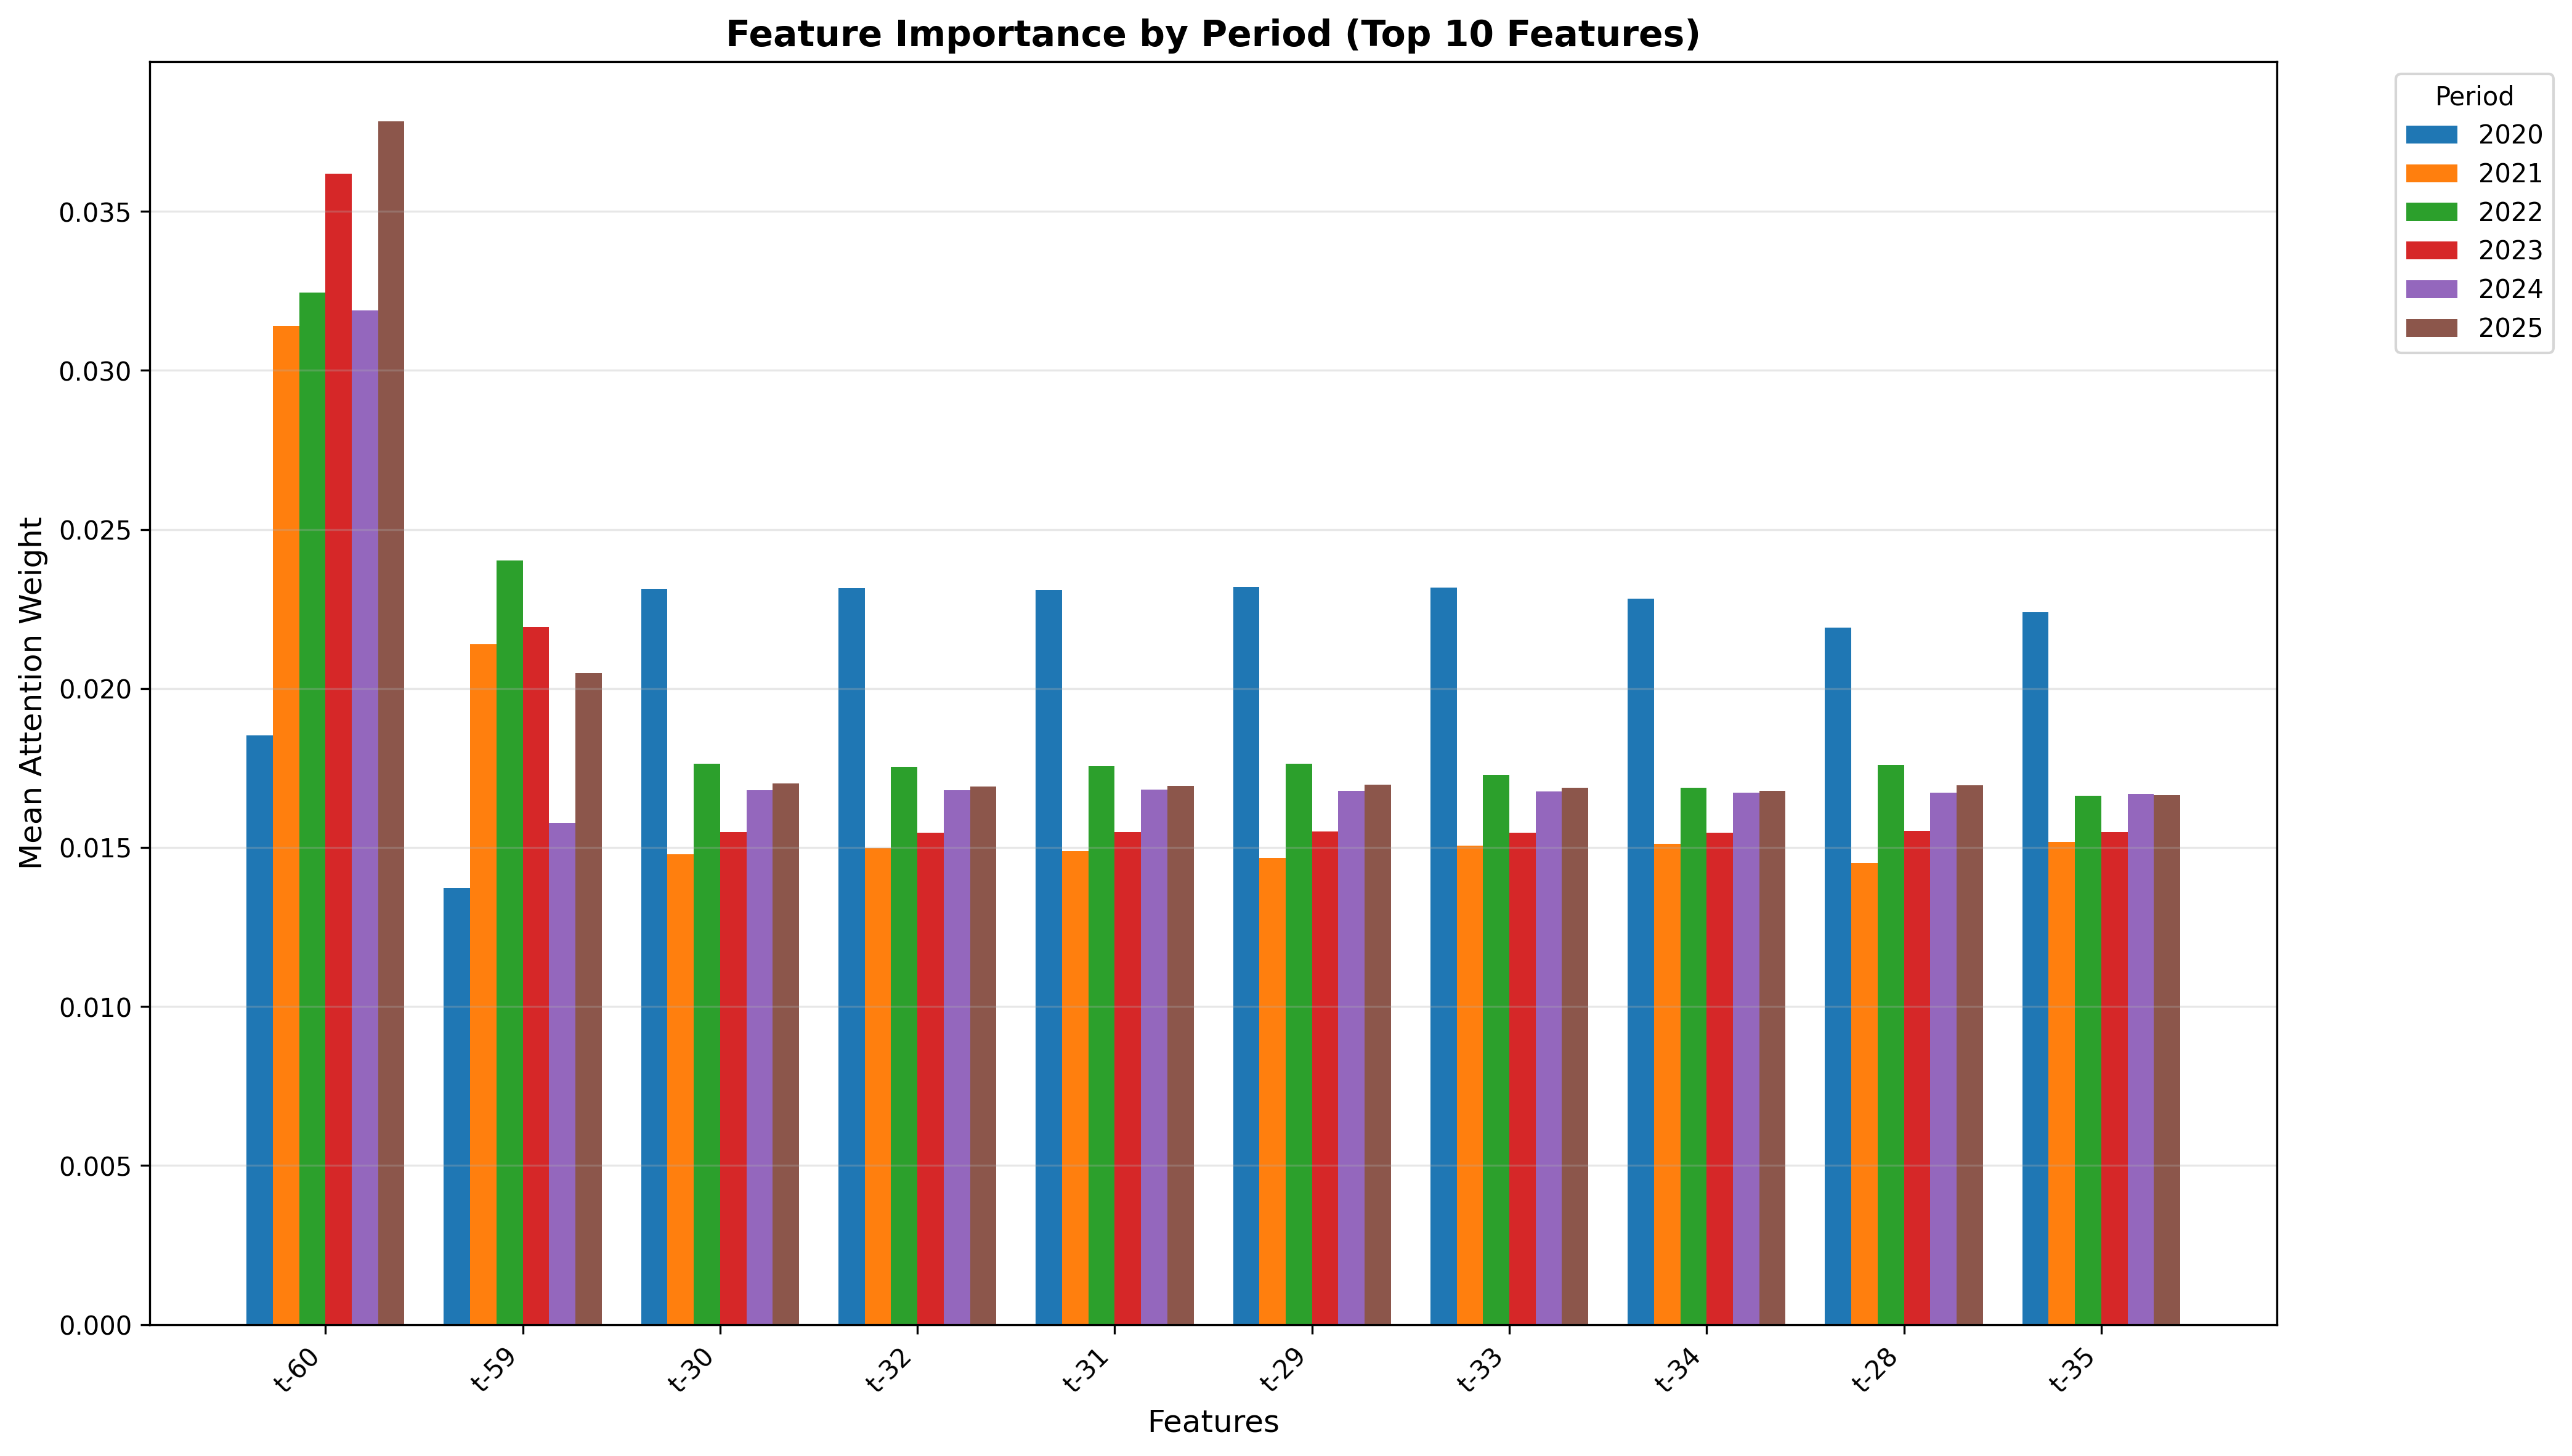 Feature Importance by Period (Top 10 Features)
Period
2020
2021
2022
2023
2024
2025
Mean Attention Weight
0.035
0.030
0.025
0.020
0.015
0.010
0.005
0.000
t-60
t-59
t-30
t-32
t-31
t-29
t-33
t-34
t-28
t-35
Features